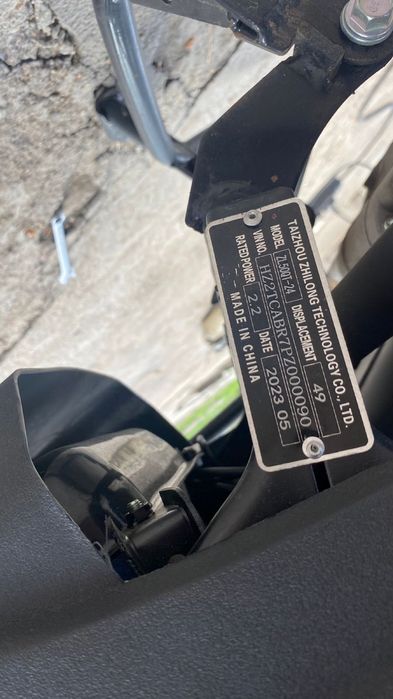 TAIZHOU ZHILONG TECHNOLOGY CO., LTD.
MODEL ZL50QT-24 DISPLACEMENT 49
VIN NO. HZ2TCABR7PZ000090
RATED POWER 2.2 DATE 2023 05
MADE IN CHINA